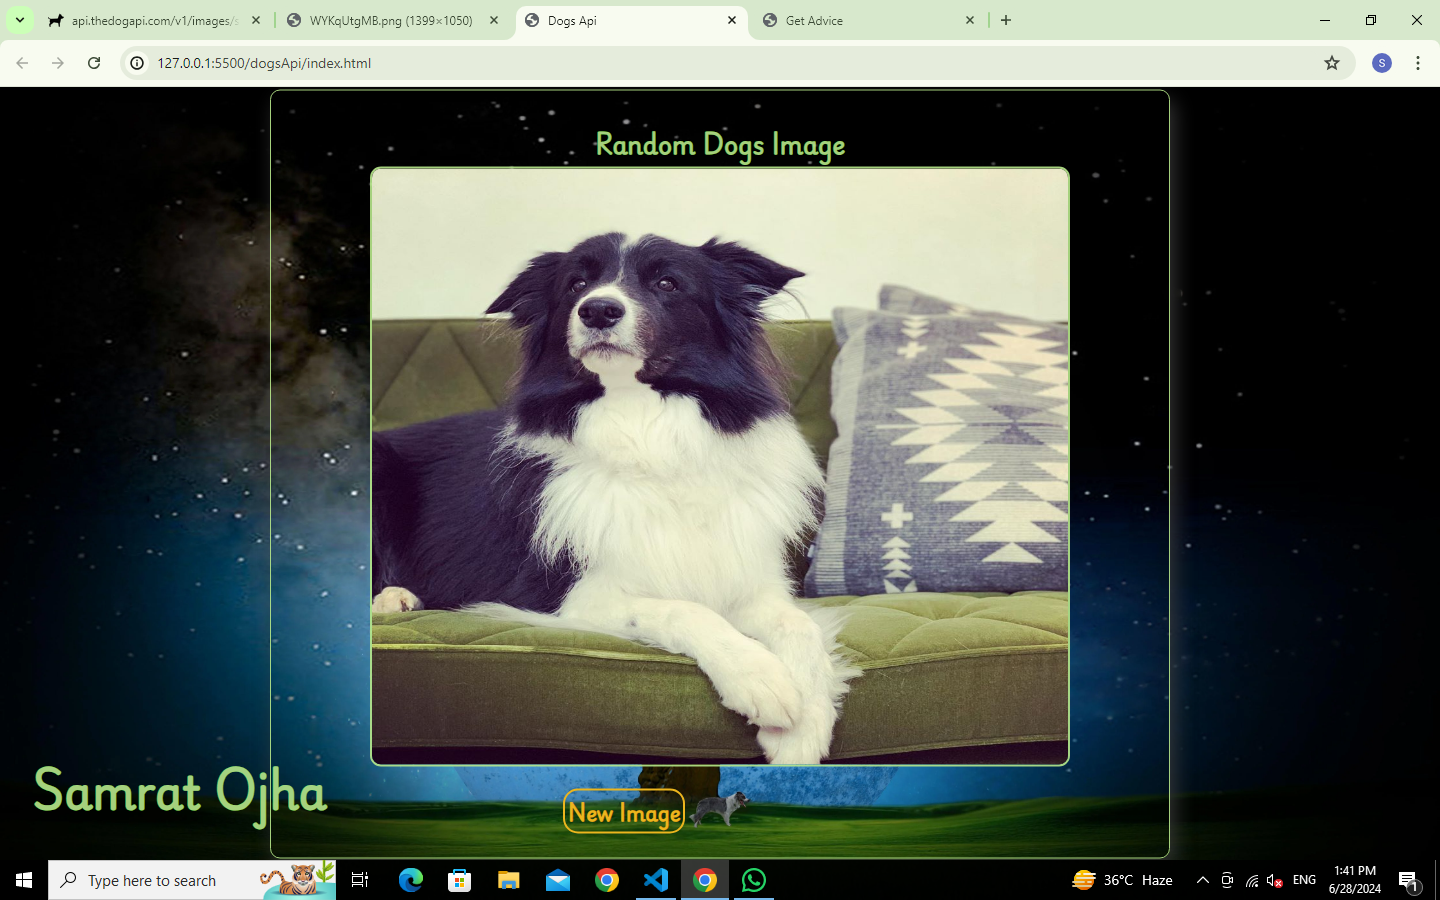 api.thedogapi.com/v1/images/s
WYKqUtgMB.png (1399×1050)
Dogs Api
Get Advice
127.0.0.1:5500/dogsApi/index.html
S
Random Dogs Image
Samrat Ojha
New Image
Type here to search
36°C Haze
ENG
1:41 PM
6/28/2024
1